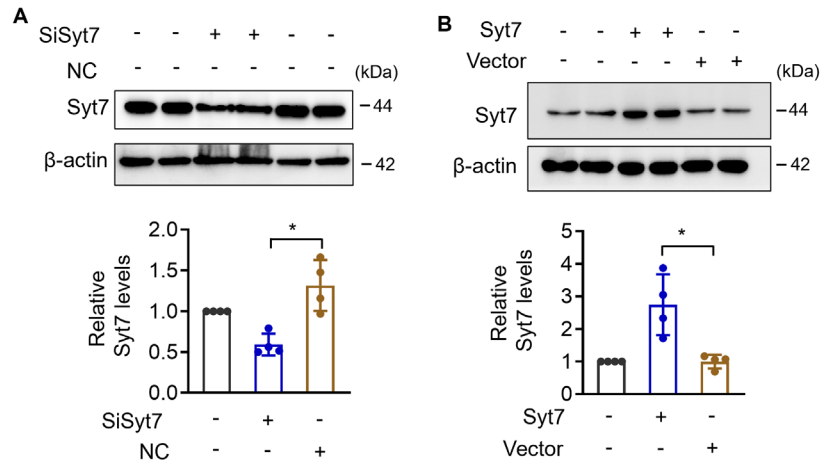 A
SiSyt7 - - + + - -
NC - - - - - -
(kDa)
Syt7 -44
β-actin -42
2.0
1.5
1.0
0.5
0.0
Relative
Syt7 levels
*
SiSyt7 - + -
NC - - +
B
Syt7 - - + + - -
Vector - - - - + +
(kDa)
Syt7 -44
β-actin -42
5
4
3
2
1
0
Relative
Syt7 levels
*
Syt7 - + -
Vector - - +